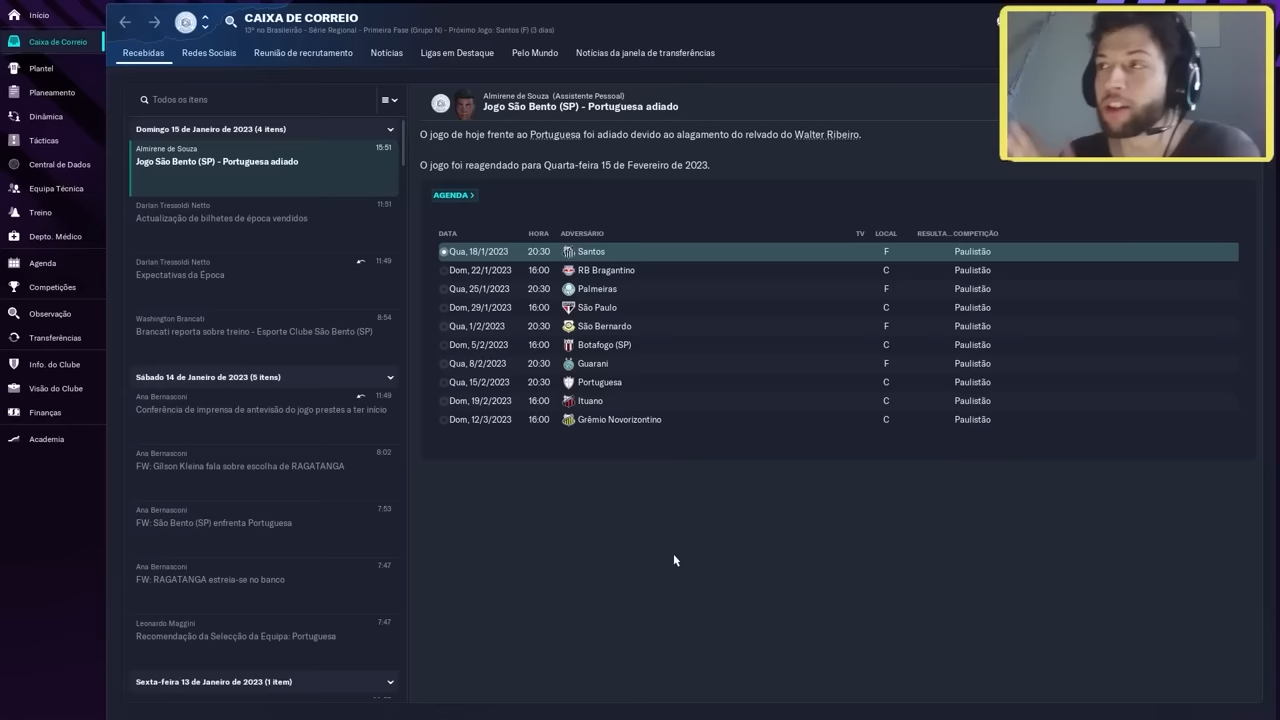 Início
Caixa de Correio
Plantel
Planeamento
Dinâmica
Tácticas
Central de Dados
Equipa Técnica
Treino
Depto. Médico
Agenda
Competições
Observação
Transferências
Info. do Clube
Visão do Clube
Finanças
Academia
CAIXA DE CORREIO
13º no Brasileirão - Série Regional - Primeira Fase (Grupo N) - Próximo Jogo: Santos (F) (3 dias)
Recebidas Redes Sociais Reunião de recrutamento Notícias Ligas em Destaque Pelo Mundo Notícias da janela de transferências
Todos os itens
Domingo 15 de Janeiro de 2023 (4 itens)
Almirene de Souza 15:51
Jogo São Bento (SP) - Portuguesa adiado
Darlan Tressoldi Netto 11:51
Actualização de bilhetes de época vendidos
Darlan Tressoldi Netto 11:49
Expectativas da Época
Washington Brancati 8:54
Brancati reporta sobre treino - Esporte Clube São Bento (SP)
Sábado 14 de Janeiro de 2023 (5 itens)
Ana Bernasconi 11:49
Conferência de imprensa de antevisão do jogo prestes a ter início
Ana Bernasconi 8:02
FW: Gílson Kleina fala sobre escolha de RAGATANGA
Ana Bernasconi 7:53
FW: São Bento (SP) enfrenta Portuguesa
Ana Bernasconi 7:47
FW: RAGATANGA estreia-se no banco
Leonardo Maggini 7:47
Recomendação da Selecção da Equipa: Portuguesa
Sexta-feira 13 de Janeiro de 2023 (1 item)
Almirene de Souza (Assistente Pessoal)
Jogo São Bento (SP) - Portuguesa adiado
O jogo de hoje frente ao Portuguesa foi adiado devido ao alagamento do relvado do Walter Ribeiro.
O jogo foi reagendado para Quarta-feira 15 de Fevereiro de 2023.
AGENDA >
DATA HORA ADVERSÁRIO TV LOCAL RESULTA... COMPETIÇÃO
Qua, 18/1/2023 20:30 Santos F Paulistão
Dom, 22/1/2023 16:00 RB Bragantino C Paulistão
Qua, 25/1/2023 20:30 Palmeiras F Paulistão
Dom, 29/1/2023 16:00 São Paulo C Paulistão
Qua, 1/2/2023 20:30 São Bernardo F Paulistão
Dom, 5/2/2023 16:00 Botafogo (SP) C Paulistão
Qua, 8/2/2023 20:30 Guarani F Paulistão
Qua, 15/2/2023 20:30 Portuguesa C Paulistão
Dom, 19/2/2023 16:00 Ituano C Paulistão
Dom, 12/3/2023 16:00 Grêmio Novorizontino C Paulistão